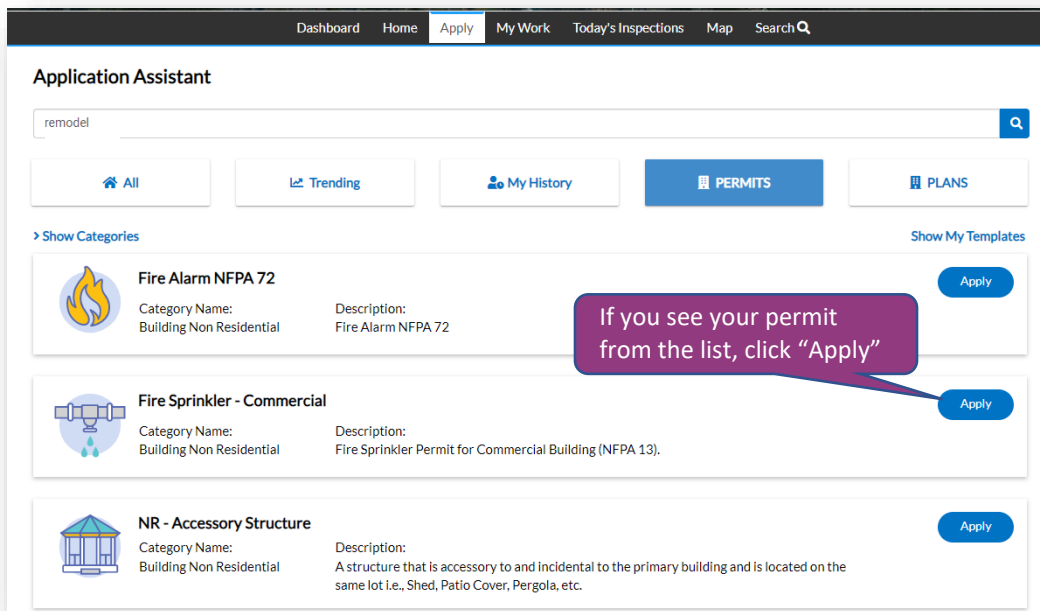 Dashboard Home Apply My Work Today's Inspections Map Search
Application Assistant
remodel
All Trending My History PERMITS PLANS
> Show Categories Show My Templates
Fire Alarm NFPA 72 Apply
Category Name: Description:
Building Non Residential Fire Alarm NFPA 72
If you see your permit
from the list, click “Apply”
Fire Sprinkler - Commercial Apply
Category Name: Description:
Building Non Residential Fire Sprinkler Permit for Commercial Building (NFPA 13).
NR - Accessory Structure Apply
Category Name: Description:
Building Non Residential A structure that is accessory to and incidental to the primary building and is located on the
same lot i.e., Shed, Patio Cover, Pergola, etc.